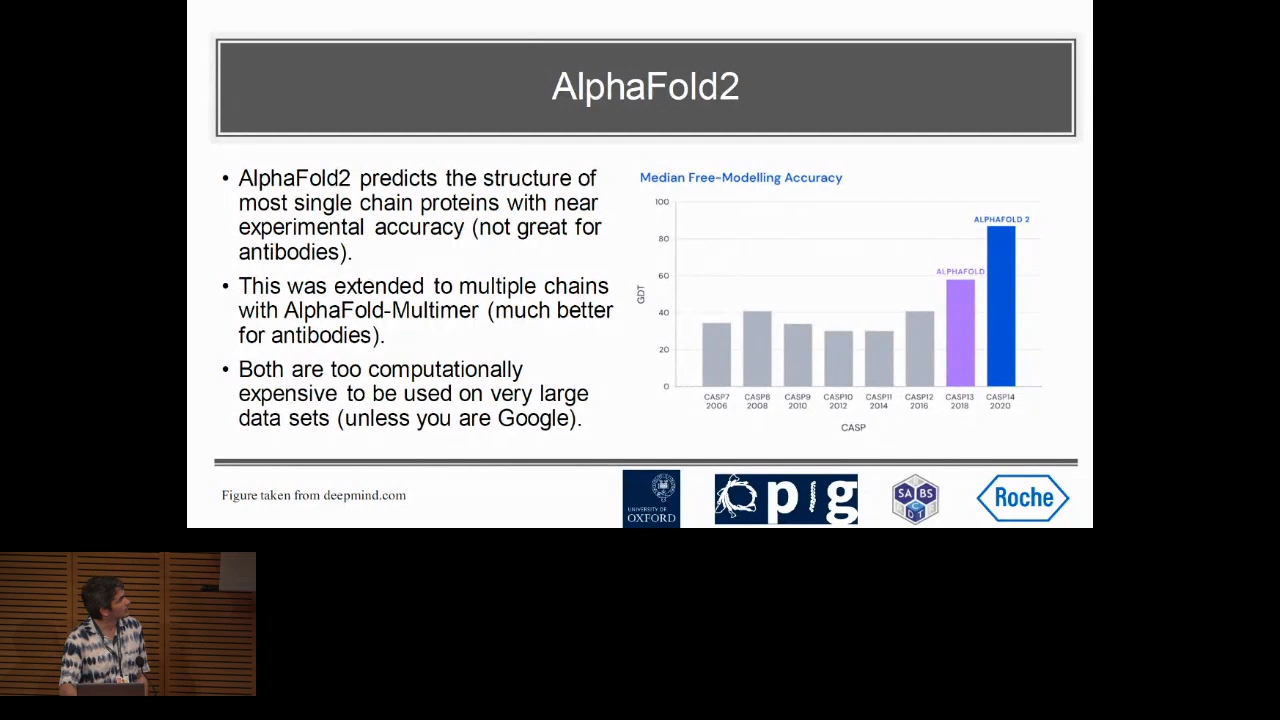 AlphaFold2
• AlphaFold2 predicts the structure of
most single chain proteins with near
experimental accuracy (not great for
antibodies).
• This was extended to multiple chains
with AlphaFold-Multimer (much better
for antibodies).
• Both are too computationally
expensive to be used on very large
data sets (unless you are Google).
Median Free-Modelling Accuracy
GDT
100
80
60
40
20
0
ALPHAFOLD
ALPHAFOLD 2
CASP7 CASP8 CASP9 CASP10 CASP11 CASP12 CASP13 CASP14
2006 2008 2010 2012 2014 2016 2018 2020
CASP
Figure taken from deepmind.com
UNIVERSITY OF
OXFORD
opig
SABS
CDT
Roche